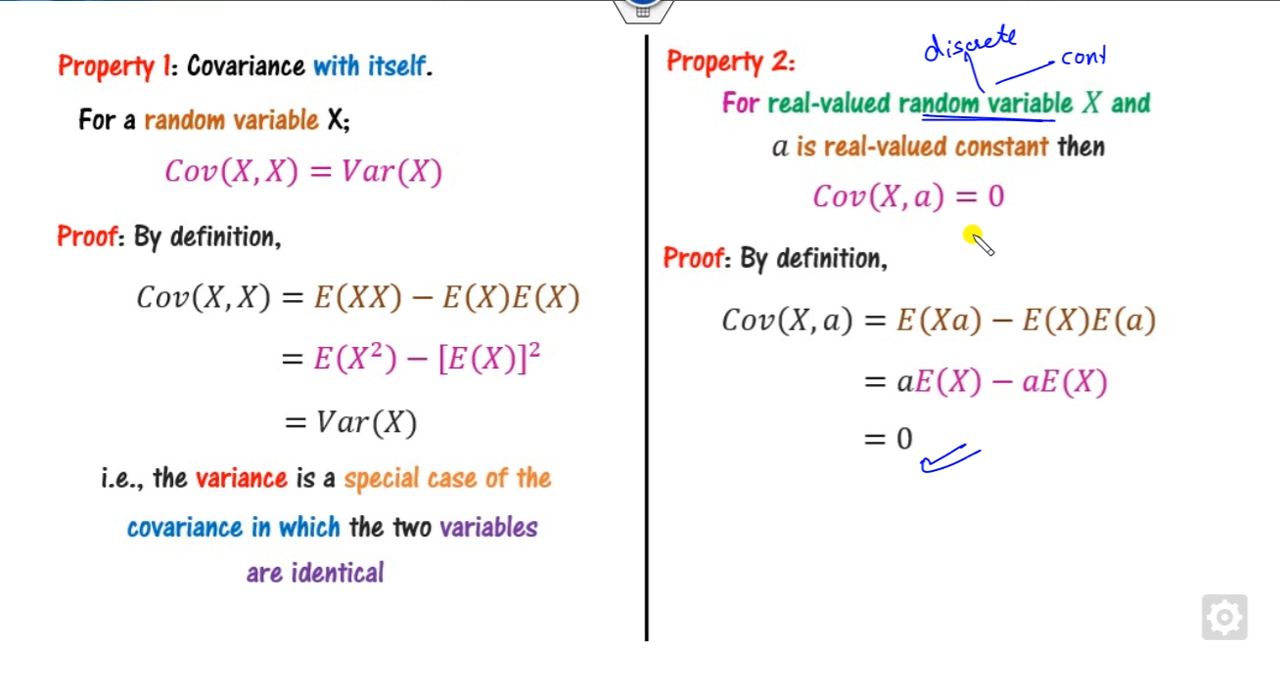 Property 1: Covariance with itself.
For a random variable X;
Cov(X, X) = Var(X)
Proof: By definition,
Cov(X, X) = E(XX) − E(X)E(X)
= E(X²) − [E(X)]²
= Var(X)
i.e., the variance is a special case of the
covariance in which the two variables
are identical
discrete
cont
Property 2:
For real-valued random variable X and
a is real-valued constant then
Cov(X, a) = 0
Proof: By definition,
Cov(X, a) = E(Xa) − E(X)E(a)
= aE(X) − aE(X)
= 0